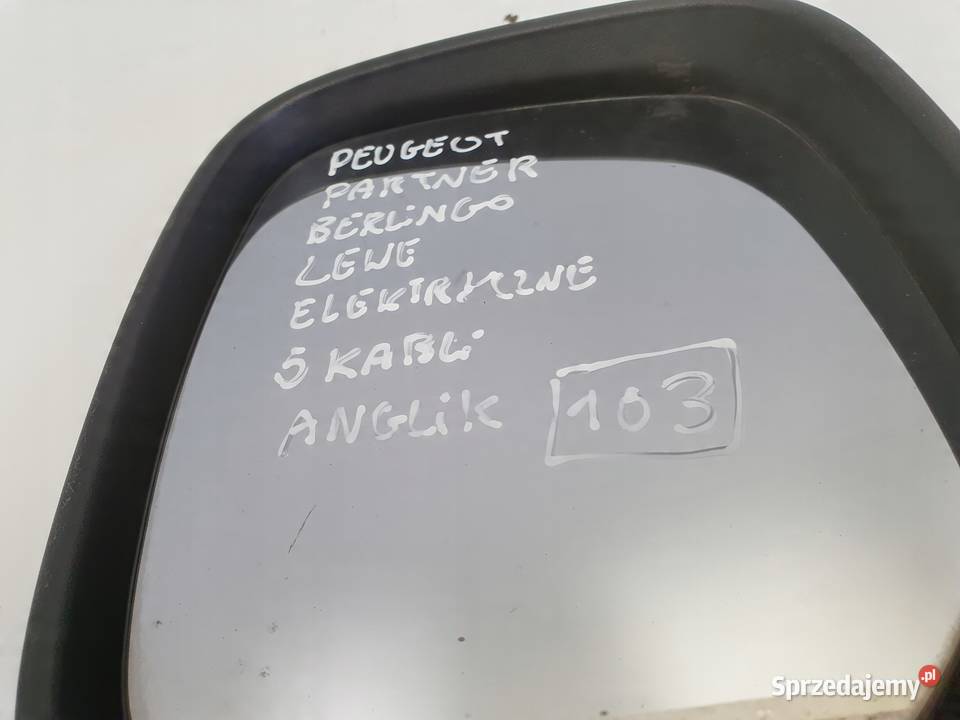 PEUGEOT
PARTNER
BERLiNGO
LEWE
ELEKTRYCZNE
5 KABLi
ANGLiK 103
Sprzedajemy.pl